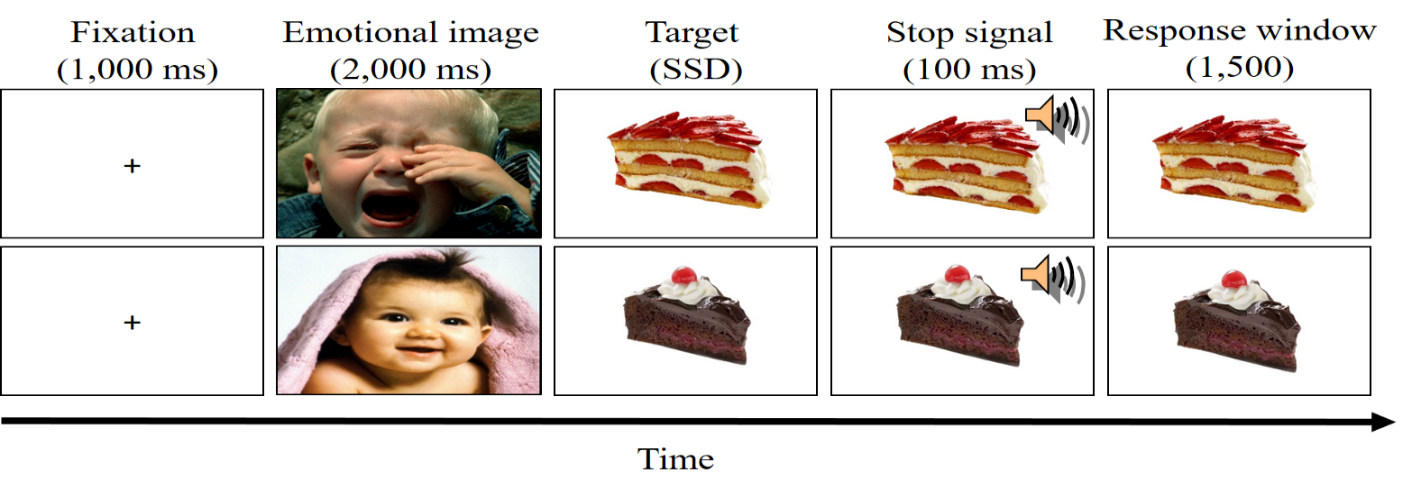 Fixation
(1,000 ms)
Emotional image
(2,000 ms)
Target
(SSD)
Stop signal
(100 ms)
Response window
(1,500)
+
+
Time